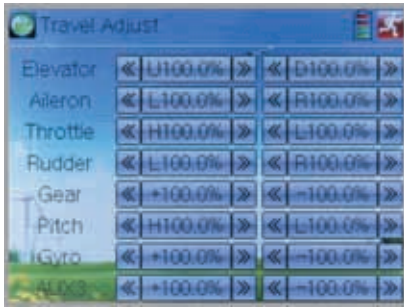 Travel Adjust
Elevator « U100.0% » « D100.0% »
Aileron « L100.0% » « R100.0% »
Throttle « H100.0% » « L100.0% »
Rudder « L100.0% » « R100.0% »
Gear « +100.0% » « -100.0% »
Pitch « H100.0% » « L100.0% »
Gyro « +100.0% » « -100.0% »
AUX3 « +100.0% » « -100.0% »